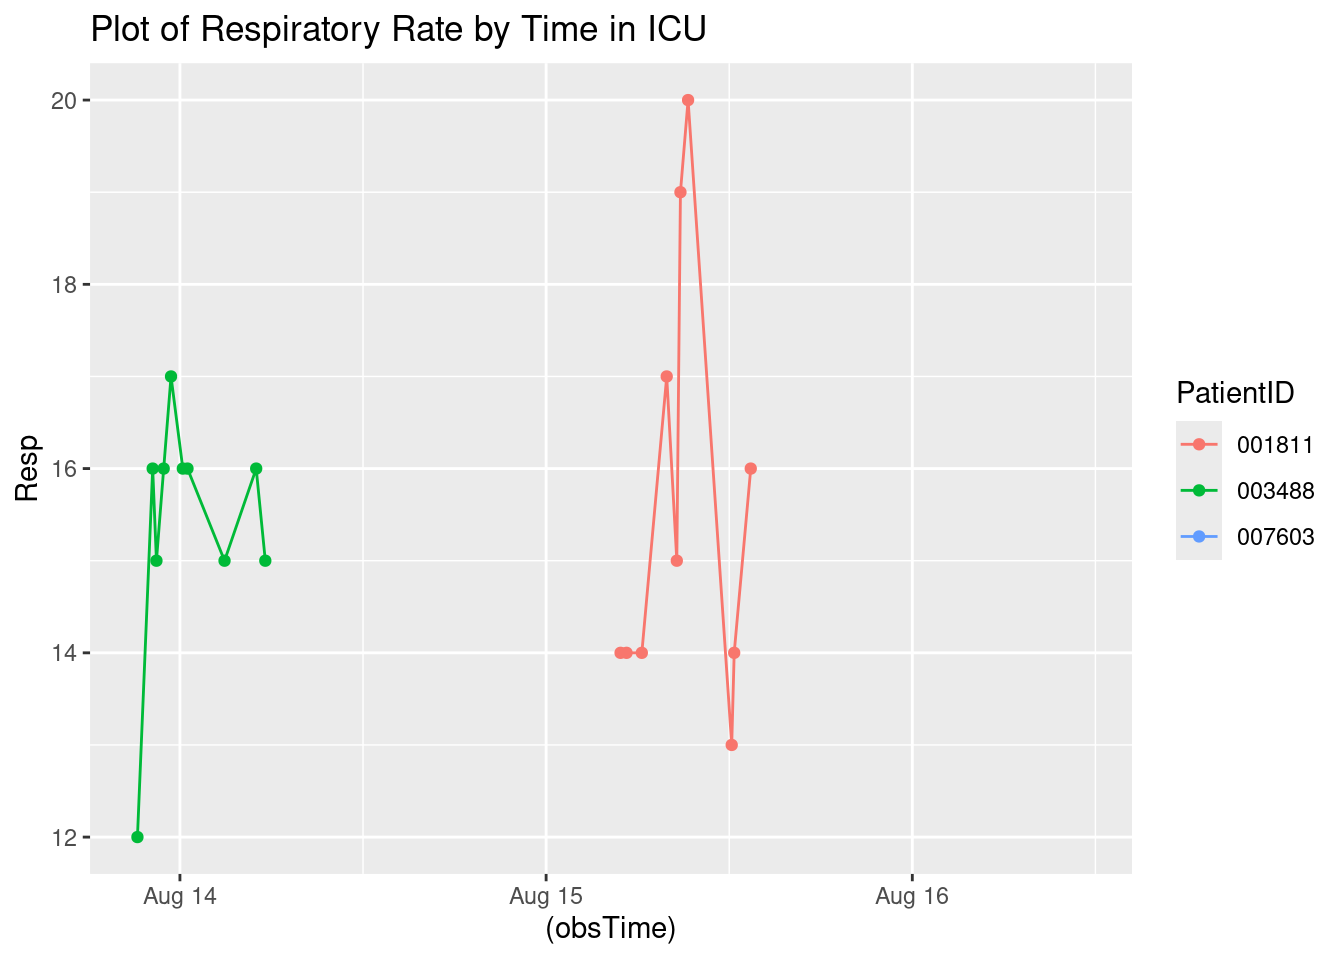 Plot of Respiratory Rate by Time in ICU
Resp
20
18
16
14
12
Aug 14
Aug 15
Aug 16
(obsTime)
PatientID
001811
003488
007603